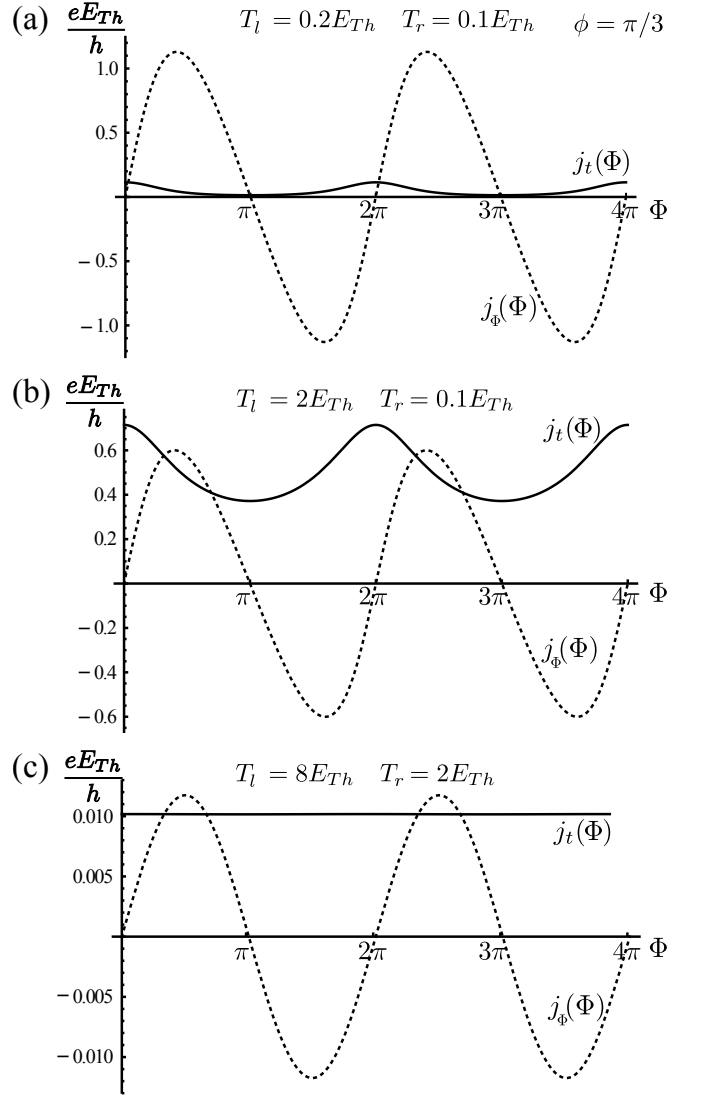 (a) eE_Th/h T_l = 0.2E_Th T_r = 0.1E_Th ϕ = π/3
1.0
0.5
j_t(Φ)
π 2π 3π 4π Φ
−0.5
j_Φ(Φ)
−1.0
(b) eE_Th/h T_l = 2E_Th T_r = 0.1E_Th
j_t(Φ)
0.6
0.4
0.2
π 2π 3π 4π Φ
−0.2
j_Φ(Φ)
−0.4
−0.6
(c) eE_Th/h T_l = 8E_Th T_r = 2E_Th
0.010
j_t(Φ)
0.005
π 2π 3π 4π Φ
−0.005
j_Φ(Φ)
−0.010